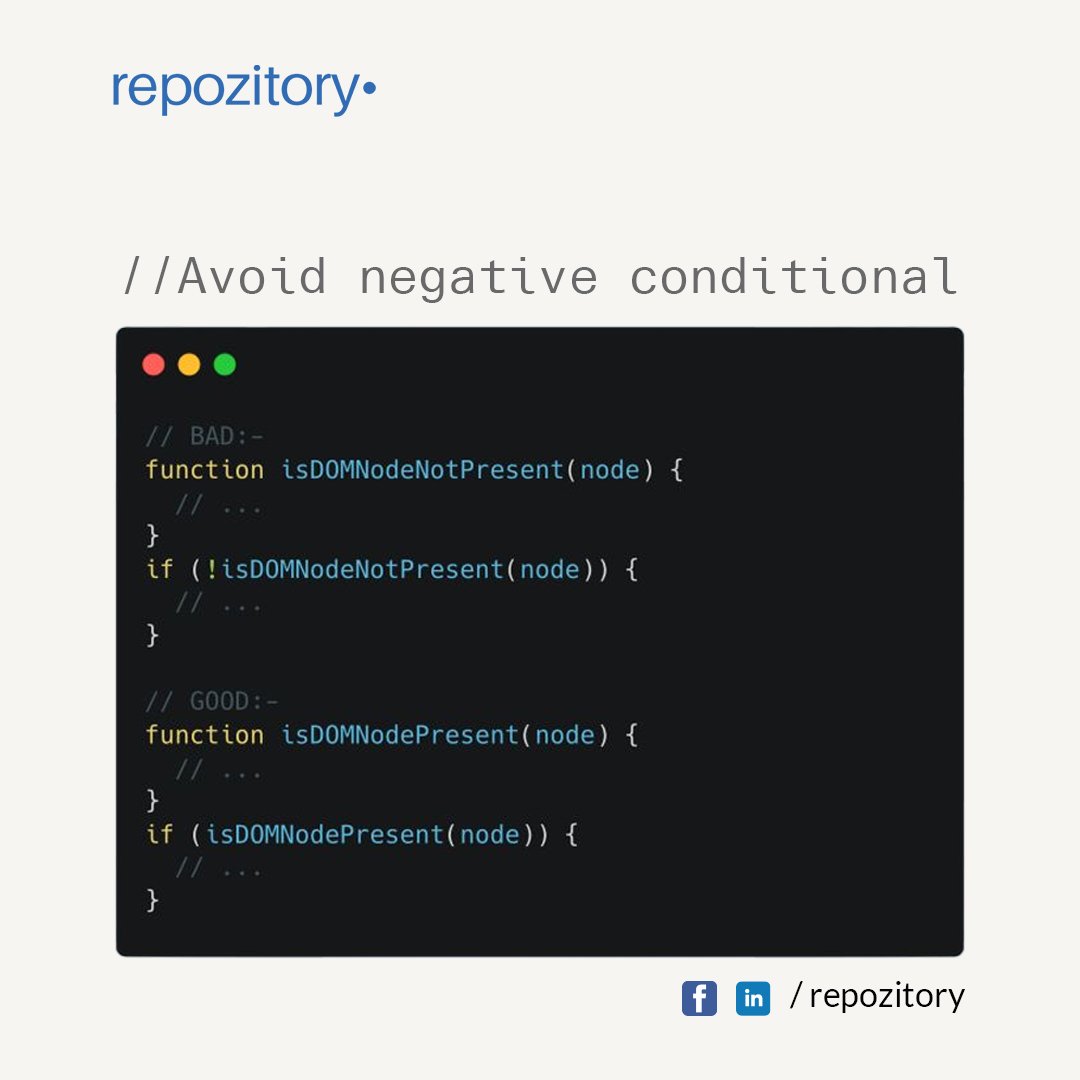 repozitory•
//Avoid negative conditional
// BAD:-
function isDOMNodeNotPresent(node) {
  // ...
}
if (!isDOMNodeNotPresent(node)) {
  // ...
}
// GOOD:-
function isDOMNodePresent(node) {
  // ...
}
if (isDOMNodePresent(node)) {
  // ...
}
f in / repozitory